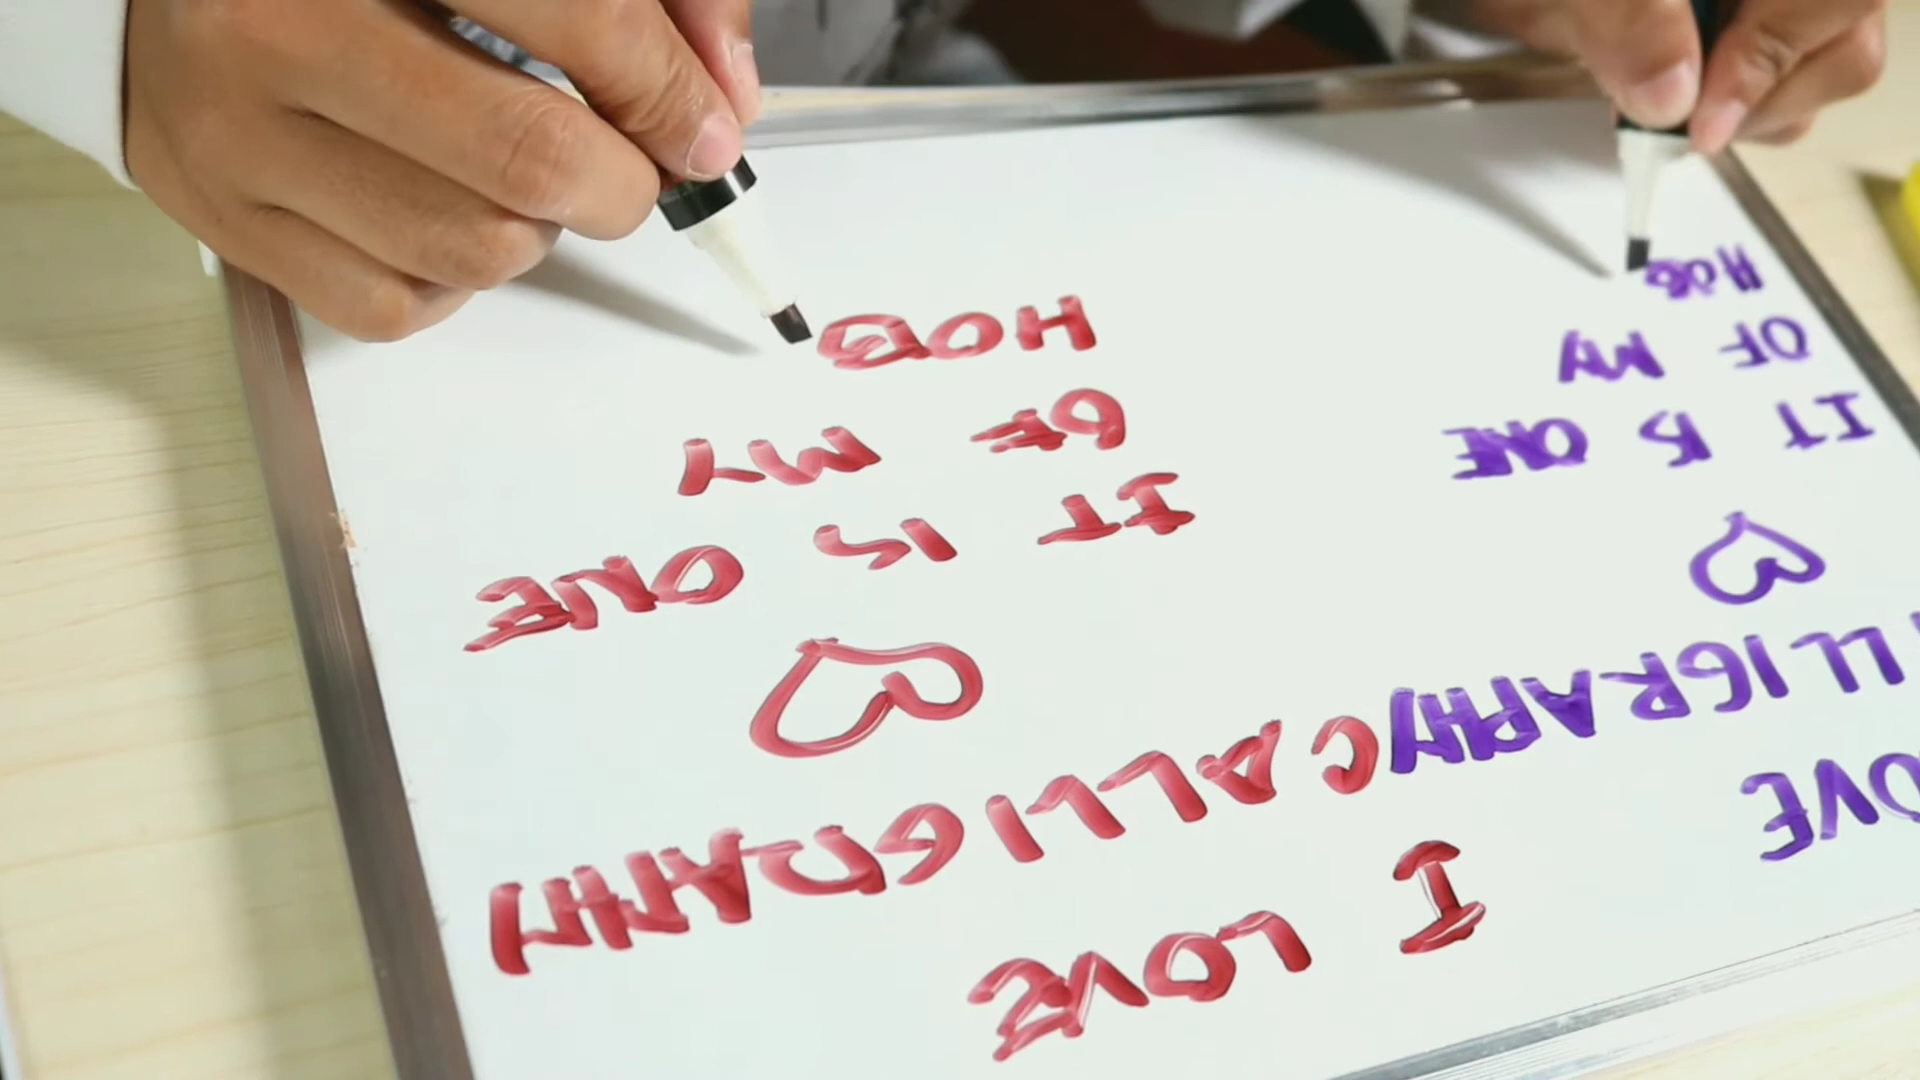 OVE
LLIGRAPHY
♡
IT IS ONE
OF MY
HOB
I LOVE
CALLIGRAPHY
♡
IT IS ONE
OF MY
HOB